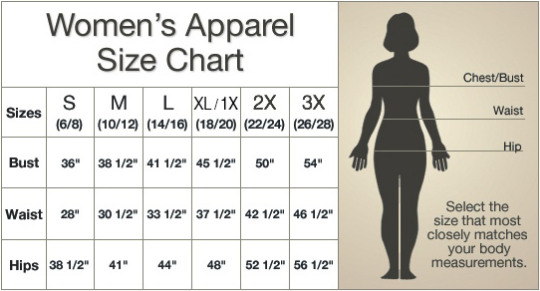 Women's Apparel
Size Chart
Sizes S M L XL/1X 2X 3X
(6/8) (10/12) (14/16) (18/20) (22/24) (26/28)
Bust 36" 38 1/2" 41 1/2" 45 1/2" 50" 54"
Waist 28" 30 1/2" 33 1/2" 37 1/2" 42 1/2" 46 1/2"
Hips 38 1/2" 41" 44" 48" 52 1/2" 56 1/2"
Chest/Bust
Waist
Hip
Select the
size that most
closely matches
your body
measurements.